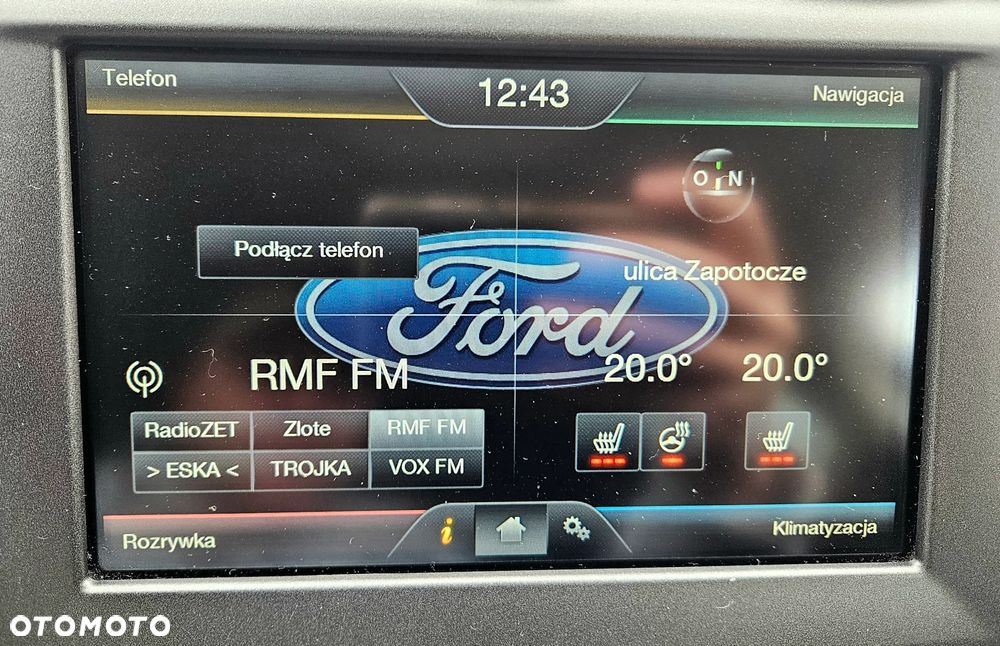 Telefon
12:43
Nawigacja
O N
Podłącz telefon
Ford
ulica Zapotocze
RMF FM
20.0° 20.0°
RadioZET Zlote RMF FM
> ESKA < TROJKA VOX FM
Rozrywka
i
Klimatyzacja
OTOMOTO